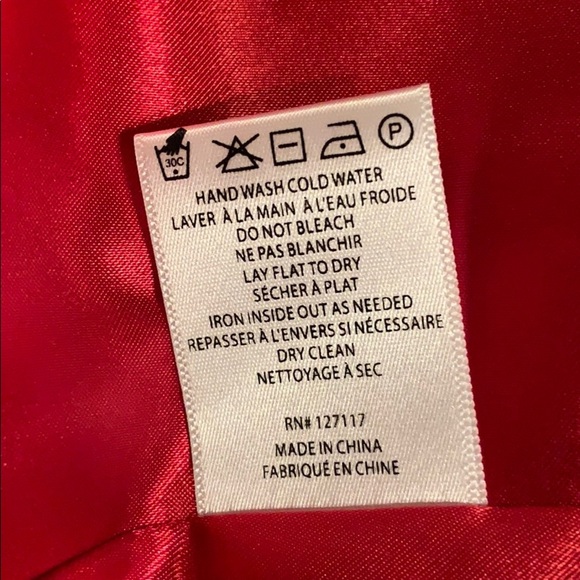 30C P
HAND WASH COLD WATER
LAVER À LA MAIN À L'EAU FROIDE
DO NOT BLEACH
NE PAS BLANCHIR
LAY FLAT TO DRY
SÉCHER À PLAT
IRON INSIDE OUT AS NEEDED
REPASSER À L'ENVERS SI NÉCESSAIRE
DRY CLEAN
NETTOYAGE À SEC
RN# 127117
MADE IN CHINA
FABRIQUÉ EN CHINE